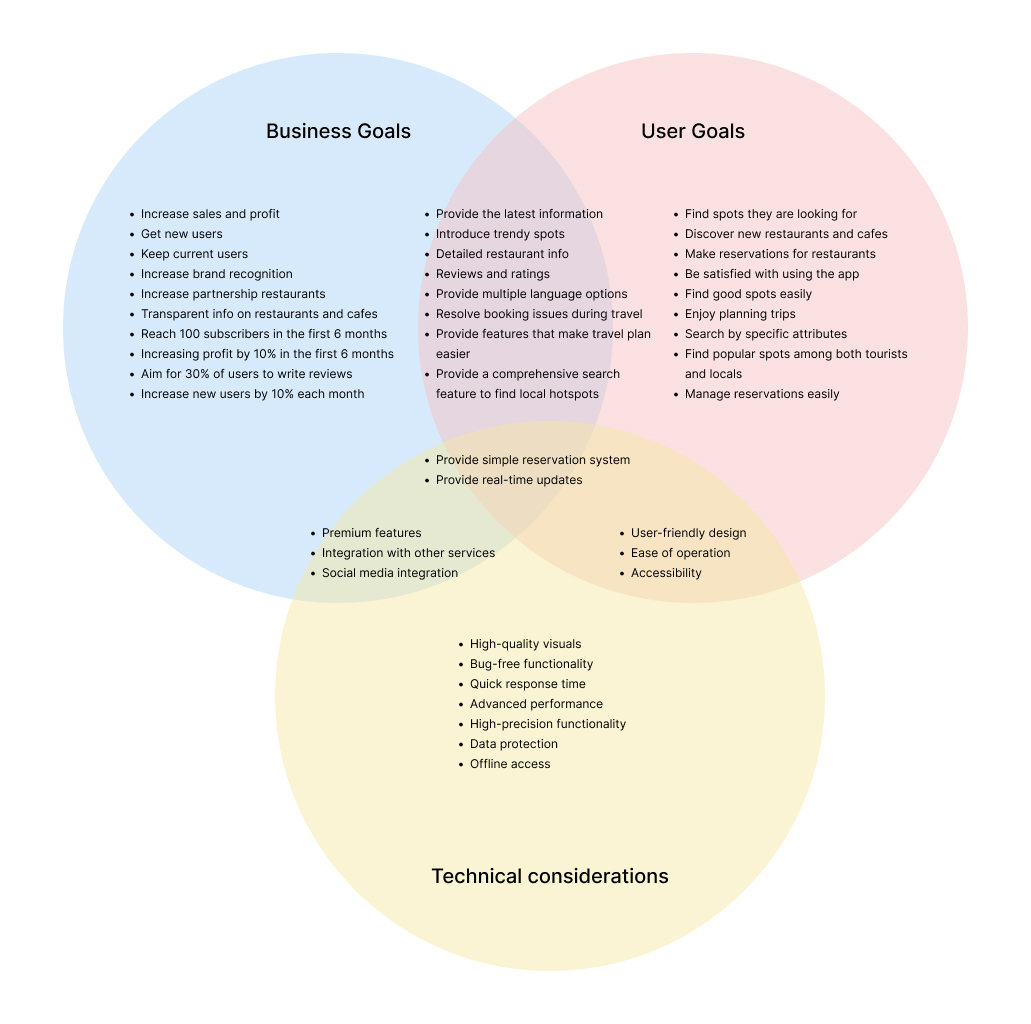 Business Goals
User Goals
• Increase sales and profit
• Get new users
• Keep current users
• Increase brand recognition
• Increase partnership restaurants
• Transparent info on restaurants and cafes
• Reach 100 subscribers in the first 6 months
• Increasing profit by 10% in the first 6 months
• Aim for 30% of users to write reviews
• Increase new users by 10% each month
• Provide the latest information
• Introduce trendy spots
• Detailed restaurant info
• Reviews and ratings
• Provide multiple language options
• Resolve booking issues during travel
• Provide features that make travel plan
easier
• Provide a comprehensive search
feature to find local hotspots
• Find spots they are looking for
• Discover new restaurants and cafes
• Make reservations for restaurants
• Be satisfied with using the app
• Find good spots easily
• Enjoy planning trips
• Search by specific attributes
• Find popular spots among both tourists
and locals
• Manage reservations easily
• Provide simple reservation system
• Provide real-time updates
• Premium features
• Integration with other services
• Social media integration
• User-friendly design
• Ease of operation
• Accessibility
• High-quality visuals
• Bug-free functionality
• Quick response time
• Advanced performance
• High-precision functionality
• Data protection
• Offline access
Technical considerations